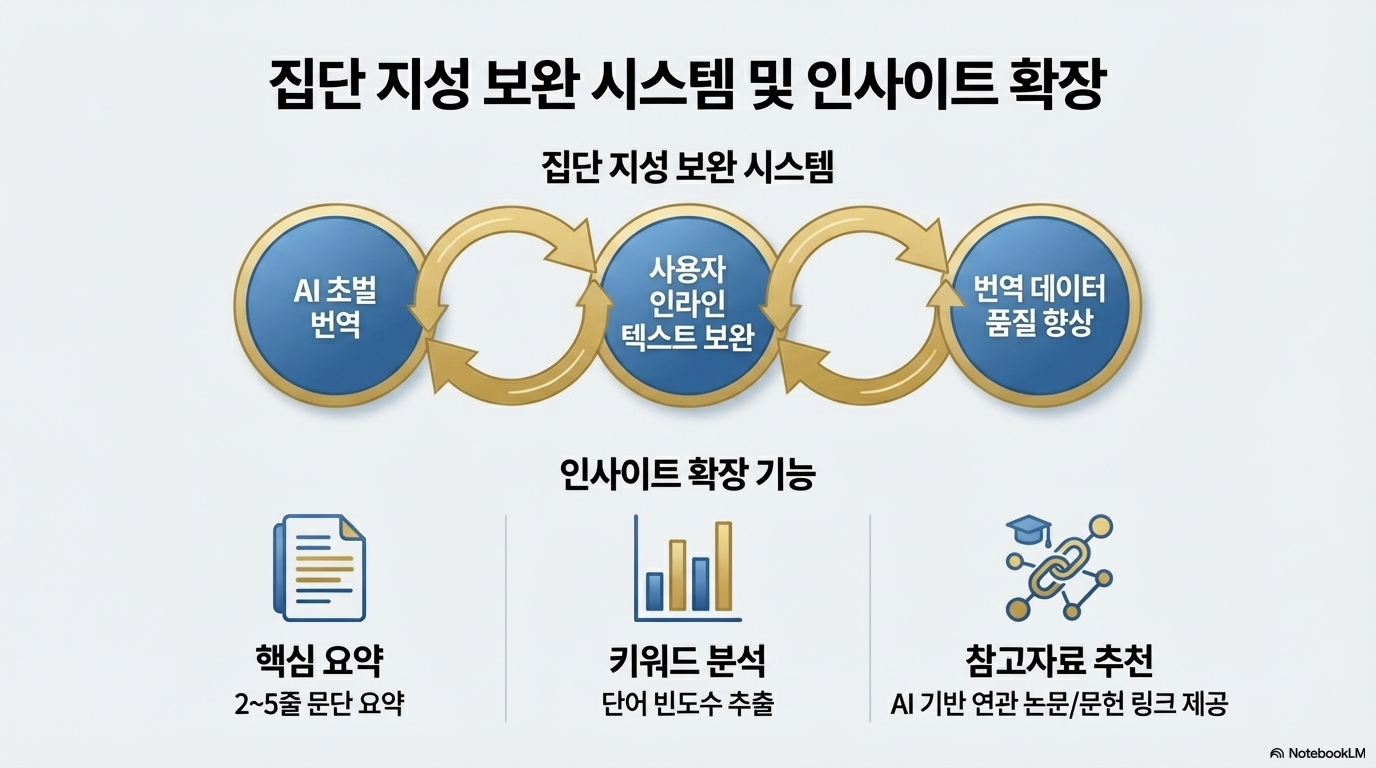 집단 지성 보완 시스템 및 인사이트 확장
집단 지성 보완 시스템
AI 초벌
번역
사용자
인라인
텍스트 보완
번역 데이터
품질 향상
인사이트 확장 기능
핵심 요약
2~5줄 문단 요약
키워드 분석
단어 빈도수 추출
참고자료 추천
AI 기반 연관 논문/문헌 링크 제공
NotebookLM